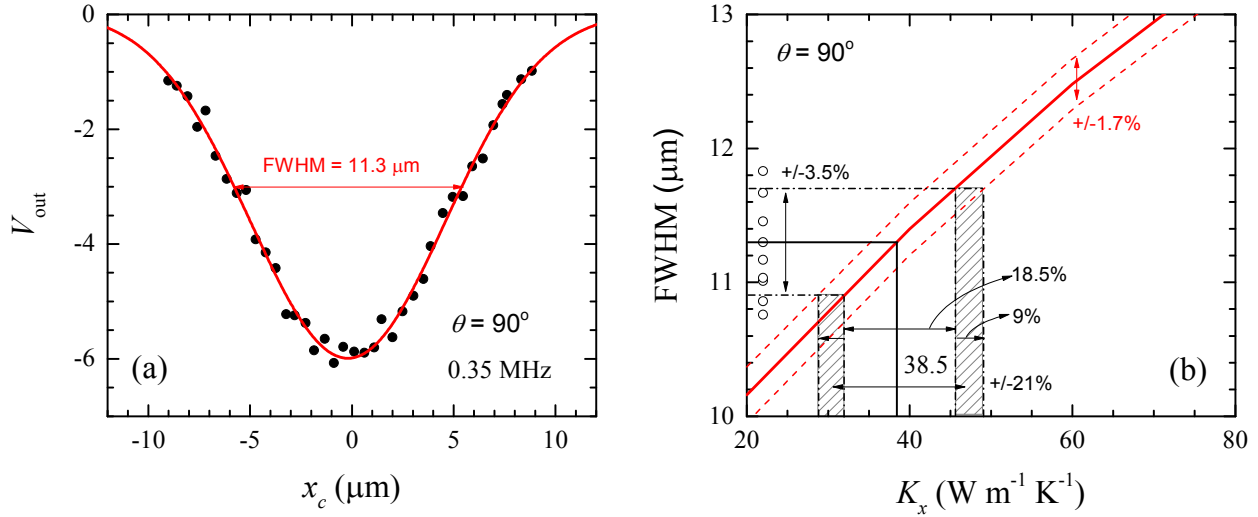 0
-2
-4
-6
-10
-5
0
5
10
V_out
x_c (μm)
FWHM = 11.3 μm
θ = 90°
0.35 MHz
(a)
13
12
11
10
20
40
60
80
FWHM (μm)
K_x (W m⁻¹ K⁻¹)
θ = 90°
+/-1.7%
+/-3.5%
18.5%
9%
38.5
+/-21%
(b)